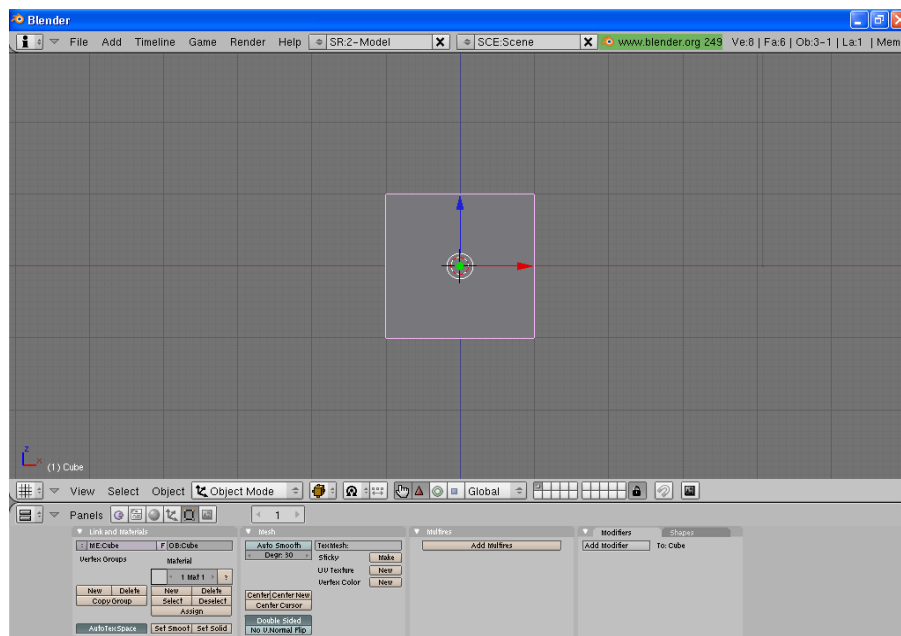 Blender
File Add Timeline Game Render Help SR:2-Model X SCE:Scene X www.blender.org 249 Ve:8 | Fa:6 | Ob:3-1 | La:1 | Mem
z
x
(1) Cube
View Select Object Object Mode Global
Panels 1
Link and Materials Mesh Multires Modifiers Shapes
ME:Cube F OB:Cube Auto Smooth TexMesh: Add Multires Add Modifier To: Cube
Degr: 30 Sticky Make
Vertex Groups Material UV Texture New
1 Mat 1 ? Vertex Color New
New Delete New Delete Center Center New
Copy Group Select Deselect Center Cursor
Assign
Double Sided
AutoTexSpace Set Smoot Set Solid No V.Normal Flip